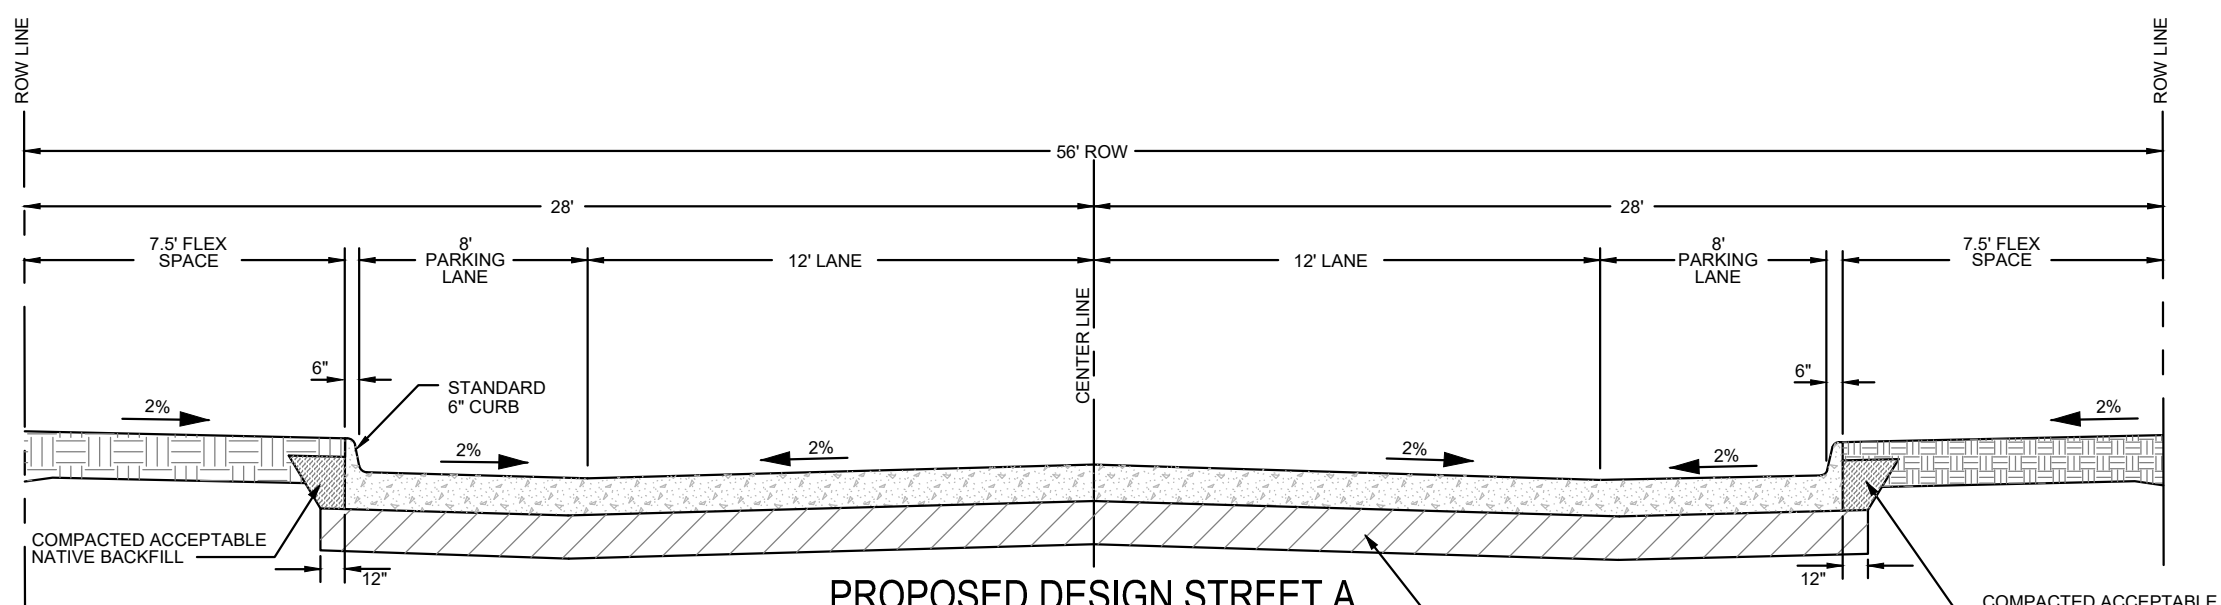 ROW LINE
ROW LINE
56' ROW
28'
28'
7.5' FLEX
SPACE
8'
PARKING
LANE
12' LANE
12' LANE
8'
PARKING
LANE
7.5' FLEX
SPACE
CENTER LINE
6"
STANDARD
6" CURB
6"
2%
2%
2%
2%
2%
2%
COMPACTED ACCEPTABLE
NATIVE BACKFILL
12"
12"
PROPOSED DESIGN STREET A
COMPACTED ACCEPTABLE